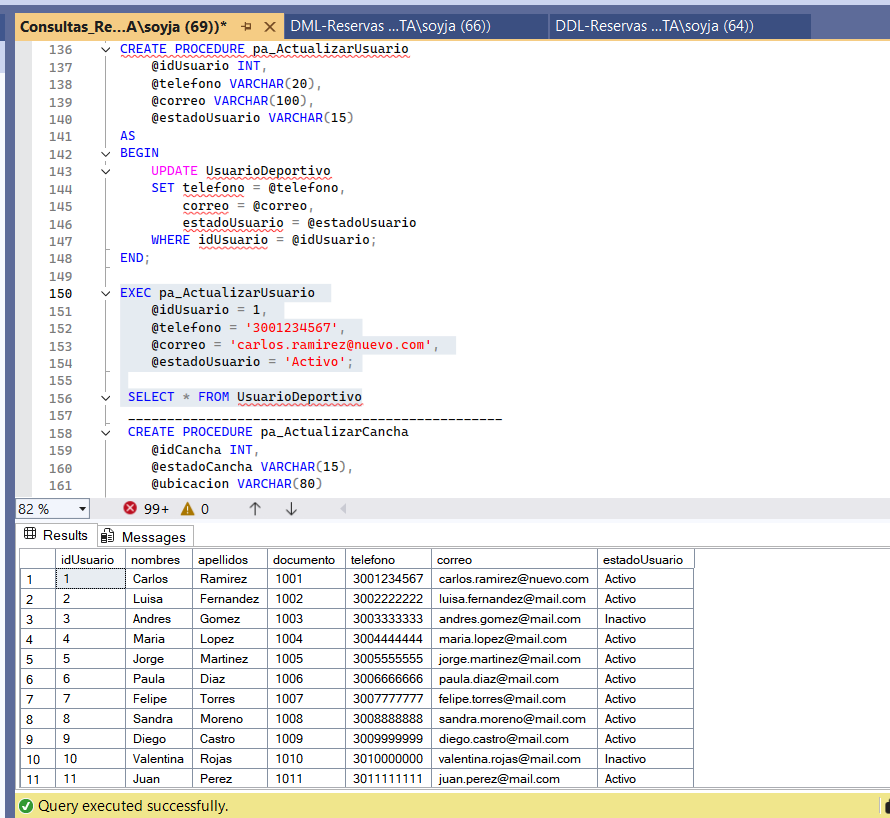 Consultas_Re...A\soyja (69))* DML-Reservas ...TA\soyja (66)) DDL-Reservas ...TA\soyja (64))
136 CREATE PROCEDURE pa_ActualizarUsuario
137 @idUsuario INT,
138 @telefono VARCHAR(20),
139 @correo VARCHAR(100),
140 @estadoUsuario VARCHAR(15)
141 AS
142 BEGIN
143 UPDATE UsuarioDeportivo
144 SET telefono = @telefono,
145 correo = @correo,
146 estadoUsuario = @estadoUsuario
147 WHERE idUsuario = @idUsuario;
148 END;
149
150 EXEC pa_ActualizarUsuario
151 @idUsuario = 1,
152 @telefono = '3001234567',
153 @correo = 'carlos.ramirez@nuevo.com',
154 @estadoUsuario = 'Activo';
155
156 SELECT * FROM UsuarioDeportivo
157 ________________________________________________
158 CREATE PROCEDURE pa_ActualizarCancha
159 @idCancha INT,
160 @estadoCancha VARCHAR(15),
161 @ubicacion VARCHAR(80)
82 % 99+ 0
Results Messages
idUsuario nombres apellidos documento telefono correo estadoUsuario
1 1 Carlos Ramirez 1001 3001234567 carlos.ramirez@nuevo.com Activo
2 2 Luisa Fernandez 1002 3002222222 luisa.fernandez@mail.com Activo
3 3 Andres Gomez 1003 3003333333 andres.gomez@mail.com Inactivo
4 4 Maria Lopez 1004 3004444444 maria.lopez@mail.com Activo
5 5 Jorge Martinez 1005 3005555555 jorge.martinez@mail.com Activo
6 6 Paula Diaz 1006 3006666666 paula.diaz@mail.com Activo
7 7 Felipe Torres 1007 3007777777 felipe.torres@mail.com Activo
8 8 Sandra Moreno 1008 3008888888 sandra.moreno@mail.com Activo
9 9 Diego Castro 1009 3009999999 diego.castro@mail.com Activo
10 10 Valentina Rojas 1010 3010000000 valentina.rojas@mail.com Inactivo
11 11 Juan Perez 1011 3011111111 juan.perez@mail.com Activo
Query executed successfully.